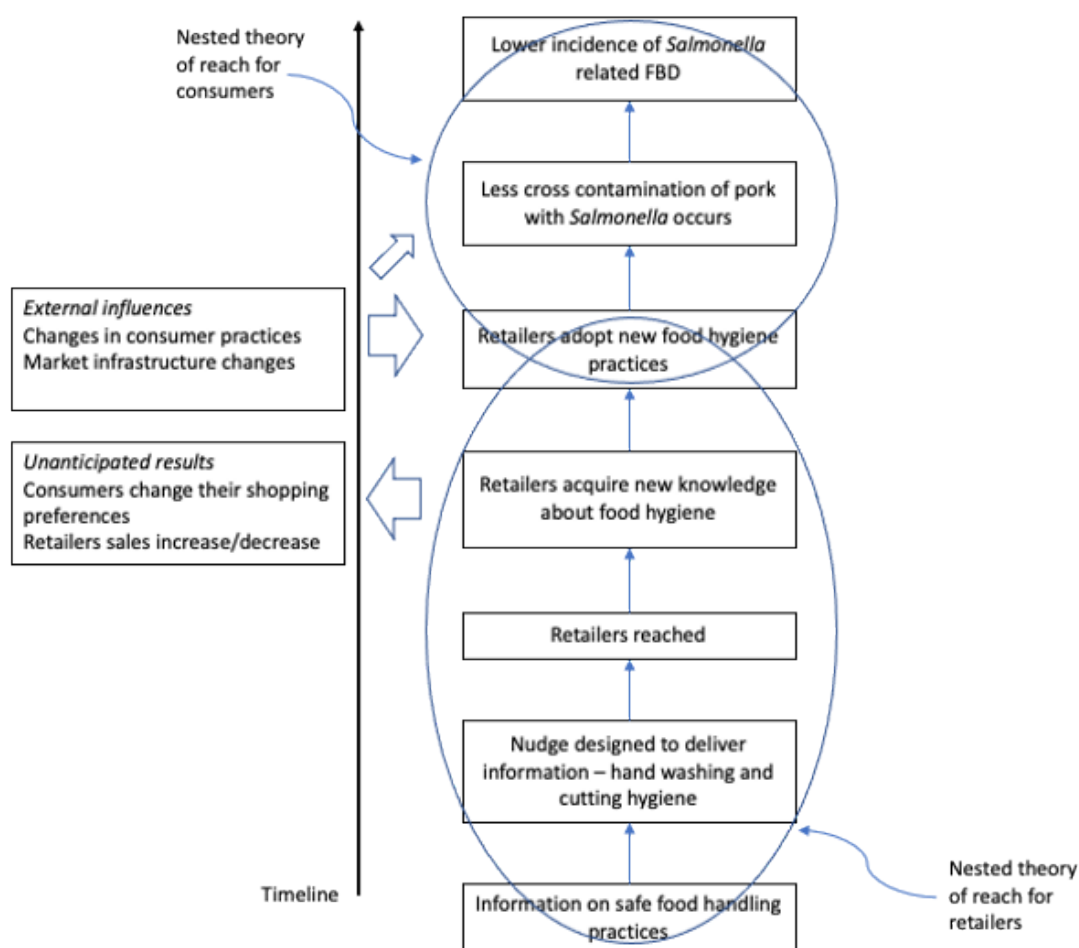 Nested theory
of reach for
consumers
Lower incidence of Salmonella
related FBD
Less cross contamination of pork
with Salmonella occurs
External influences
Changes in consumer practices
Market infrastructure changes
Retailers adopt new food hygiene
practices
Unanticipated results
Consumers change their shopping
preferences
Retailers sales increase/decrease
Retailers acquire new knowledge
about food hygiene
Retailers reached
Nudge designed to deliver
information – hand washing and
cutting hygiene
Timeline
Information on safe food handling
practices
Nested theory
of reach for
retailers